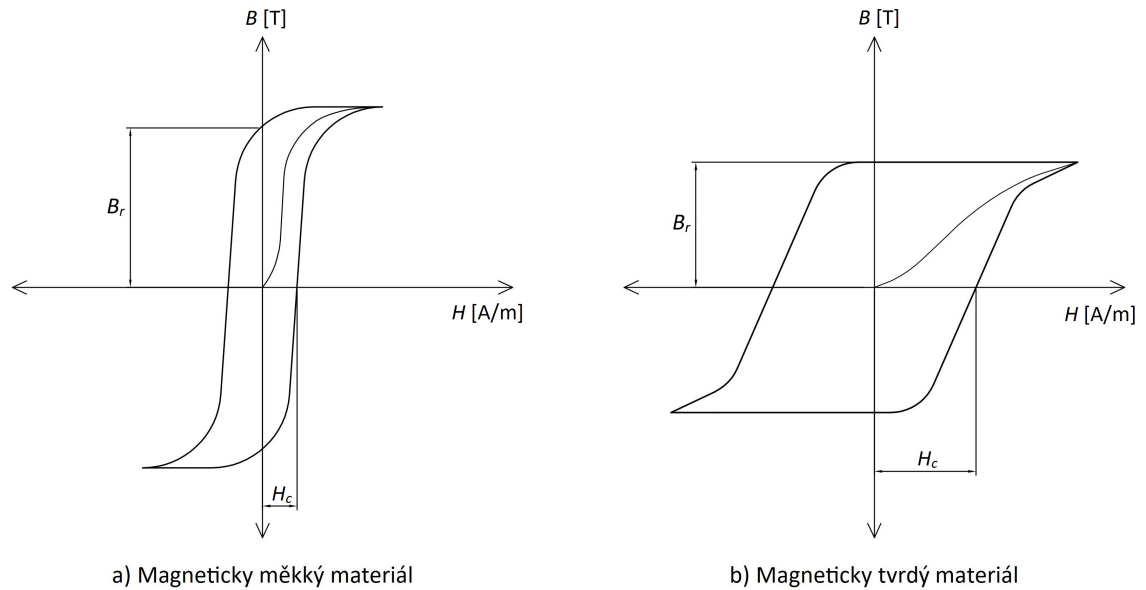 B [T]
B_r
H [A/m]
H_c
a) Magneticky měkký materiál
B [T]
B_r
H [A/m]
H_c
b) Magneticky tvrdý materiál